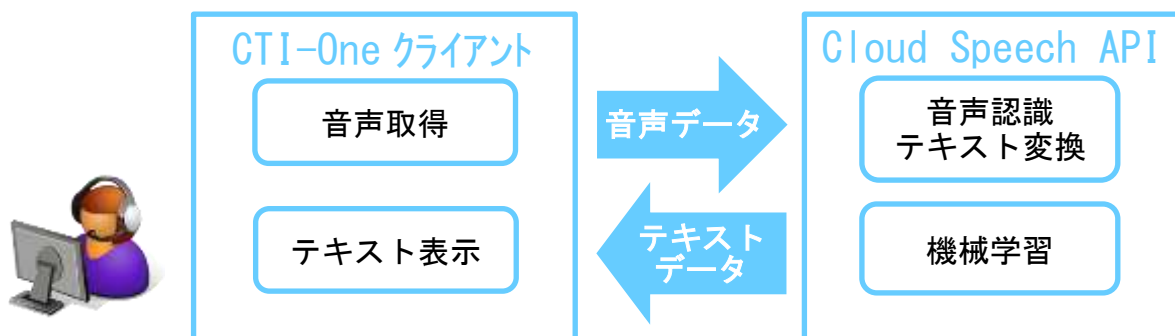 CTI-One クライアント
音声取得
テキスト表示
音声データ
テキスト
データ
Cloud Speech API
音声認識
テキスト変換
機械学習